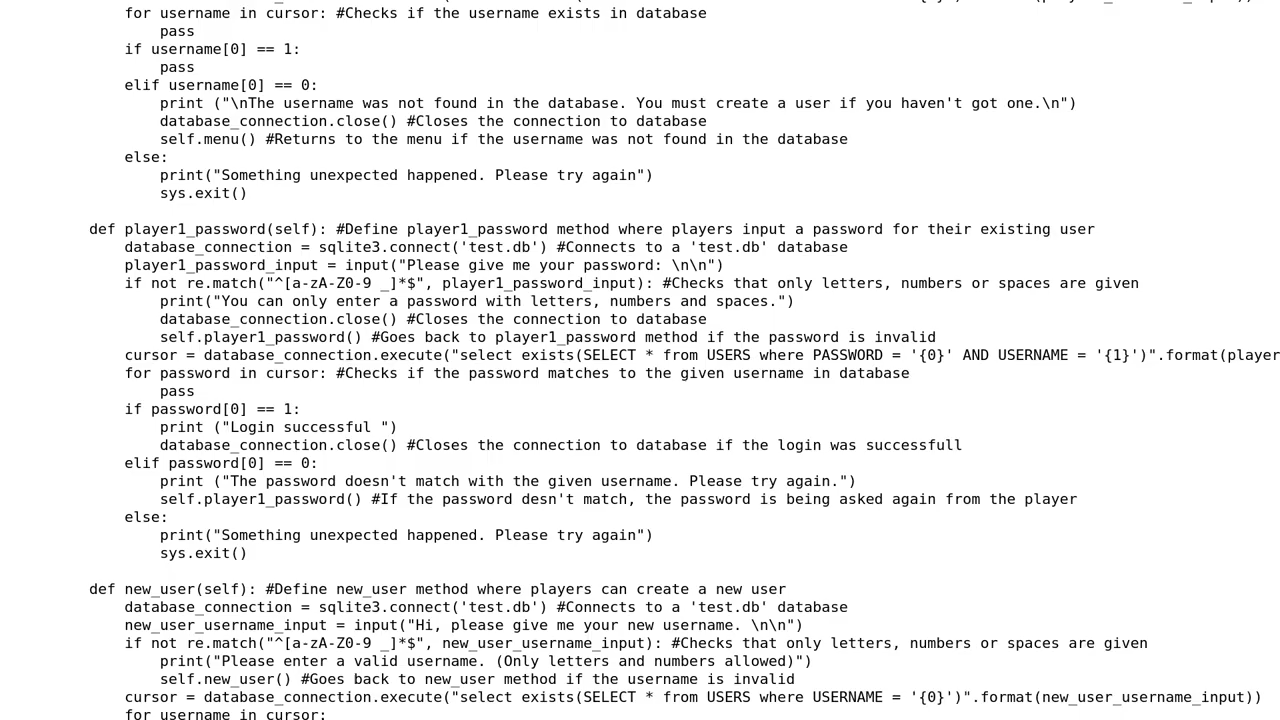 for username in cursor: #Checks if the username exists in database
pass
if username[0] == 1:
pass
elif username[0] == 0:
print ("\nThe username was not found in the database. You must create a user if you haven't got one.\n")
database_connection.close() #Closes the connection to database
self.menu() #Returns to the menu if the username was not found in the database
else:
print("Something unexpected happened. Please try again")
sys.exit()
def player1_password(self): #Define player1_password method where players input a password for their existing user
database_connection = sqlite3.connect('test.db') #Connects to a 'test.db' database
player1_password_input = input("Please give me your password: \n\n")
if not re.match("^[a-zA-Z0-9 _]*$", player1_password_input): #Checks that only letters, numbers or spaces are given
print("You can only enter a password with letters, numbers and spaces.")
database_connection.close() #Closes the connection to database
self.player1_password() #Goes back to player1_password method if the password is invalid
cursor = database_connection.execute("select exists(SELECT * from USERS where PASSWORD = '{0}' AND USERNAME = '{1}')".format(player
for password in cursor: #Checks if the password matches to the given username in database
pass
if password[0] == 1:
print ("Login successful ")
database_connection.close() #Closes the connection to database if the login was successfull
elif password[0] == 0:
print ("The password doesn't match with the given username. Please try again.")
self.player1_password() #If the password desn't match, the password is being asked again from the player
else:
print("Something unexpected happened. Please try again")
sys.exit()
def new_user(self): #Define new_user method where players can create a new user
database_connection = sqlite3.connect('test.db') #Connects to a 'test.db' database
new_user_username_input = input("Hi, please give me your new username. \n\n")
if not re.match("^[a-zA-Z0-9 _]*$", new_user_username_input): #Checks that only letters, numbers or spaces are given
print("Please enter a valid username. (Only letters and numbers allowed)")
self.new_user() #Goes back to new_user method if the username is invalid
cursor = database_connection.execute("select exists(SELECT * from USERS where USERNAME = '{0}')".format(new_user_username_input))
for username in cursor: